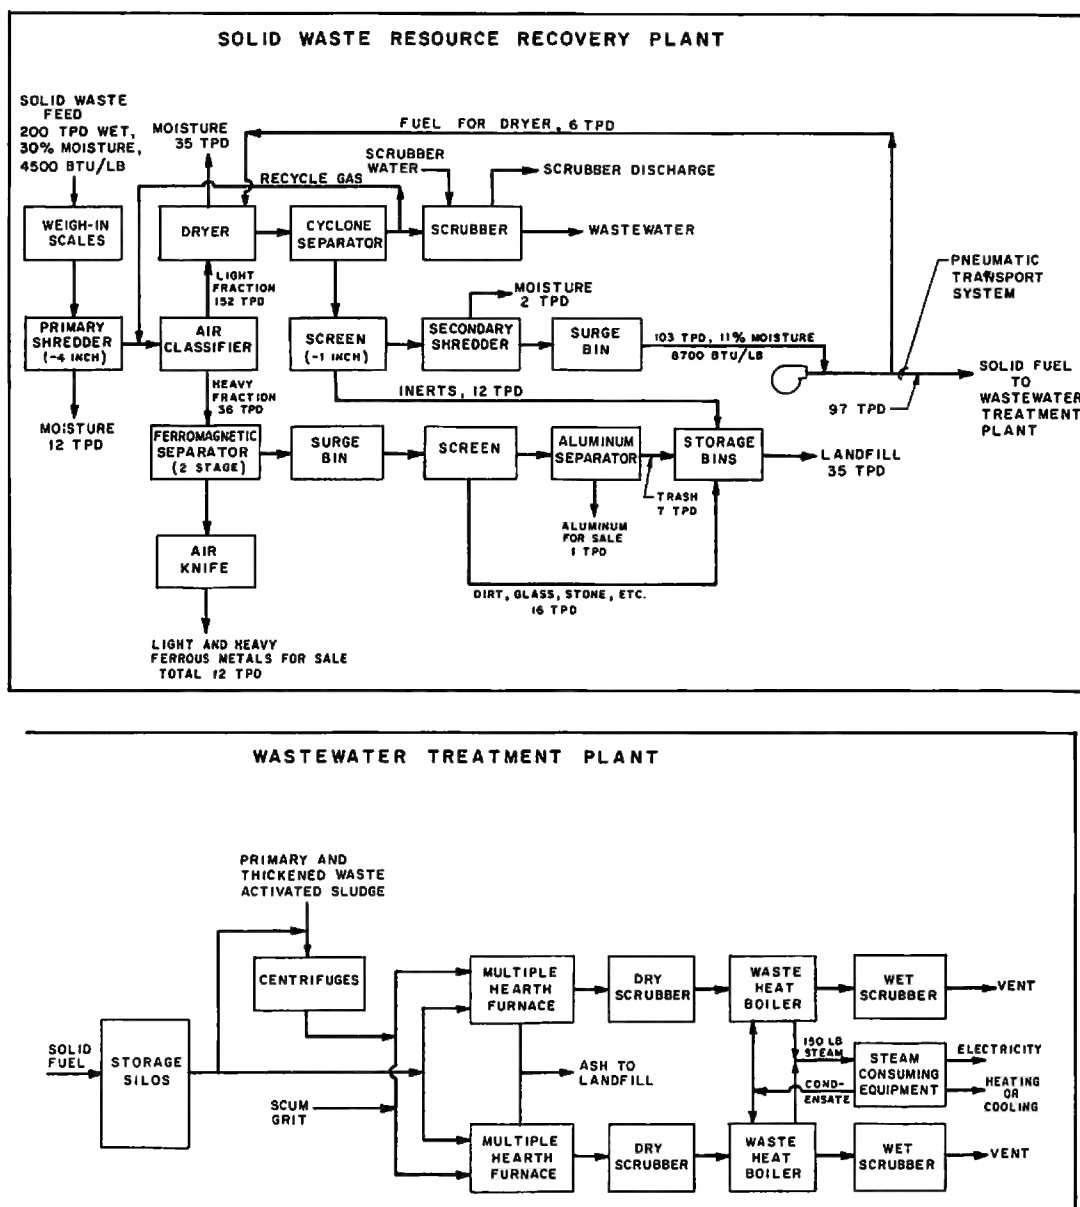 SOLID WASTE RESOURCE RECOVERY PLANT
SOLID WASTE
FEED
200 TPD WET,
30% MOISTURE,
4500 BTU/LB
MOISTURE
35 TPD
FUEL FOR DRYER, 6 TPD
SCRUBBER
WATER
SCRUBBER DISCHARGE
RECYCLE GAS
WEIGH-IN
SCALES
DRYER
CYCLONE
SEPARATOR
SCRUBBER
WASTEWATER
PNEUMATIC
TRANSPORT
SYSTEM
LIGHT
FRACTION
152 TPD
MOISTURE
2 TPD
PRIMARY
SHREDDER
(-4 INCH)
AIR
CLASSIFIER
SCREEN
(-1 INCH)
SECONDARY
SHREDDER
SURGE
BIN
103 TPD, 11% MOISTURE
8700 BTU/LB
SOLID FUEL
TO
WASTEWATER
TREATMENT
PLANT
97 TPD
HEAVY
FRACTION
36 TPD
INERTS, 12 TPD
MOISTURE
12 TPD
FERROMAGNETIC
SEPARATOR
(2 STAGE)
SURGE
BIN
SCREEN
ALUMINUM
SEPARATOR
STORAGE
BINS
LANDFILL
35 TPD
TRASH
7 TPD
ALUMINUM
FOR SALE
1 TPD
AIR
KNIFE
DIRT, GLASS, STONE, ETC.
16 TPD
LIGHT AND HEAVY
FERROUS METALS FOR SALE
TOTAL 12 TPD
WASTEWATER TREATMENT PLANT
PRIMARY AND
THICKENED WASTE
ACTIVATED SLUDGE
CENTRIFUGES
MULTIPLE
HEARTH
FURNACE
DRY
SCRUBBER
WASTE
HEAT
BOILER
WET
SCRUBBER
VENT
SOLID
FUEL
STORAGE
SILOS
ASH TO
LANDFILL
150 LB
STEAM
STEAM
CONSUMING
EQUIPMENT
ELECTRICITY
COND-
ENSATE
HEATING
OR
COOLING
SCUM
GRIT
MULTIPLE
HEARTH
FURNACE
DRY
SCRUBBER
WASTE
HEAT
BOILER
WET
SCRUBBER
VENT